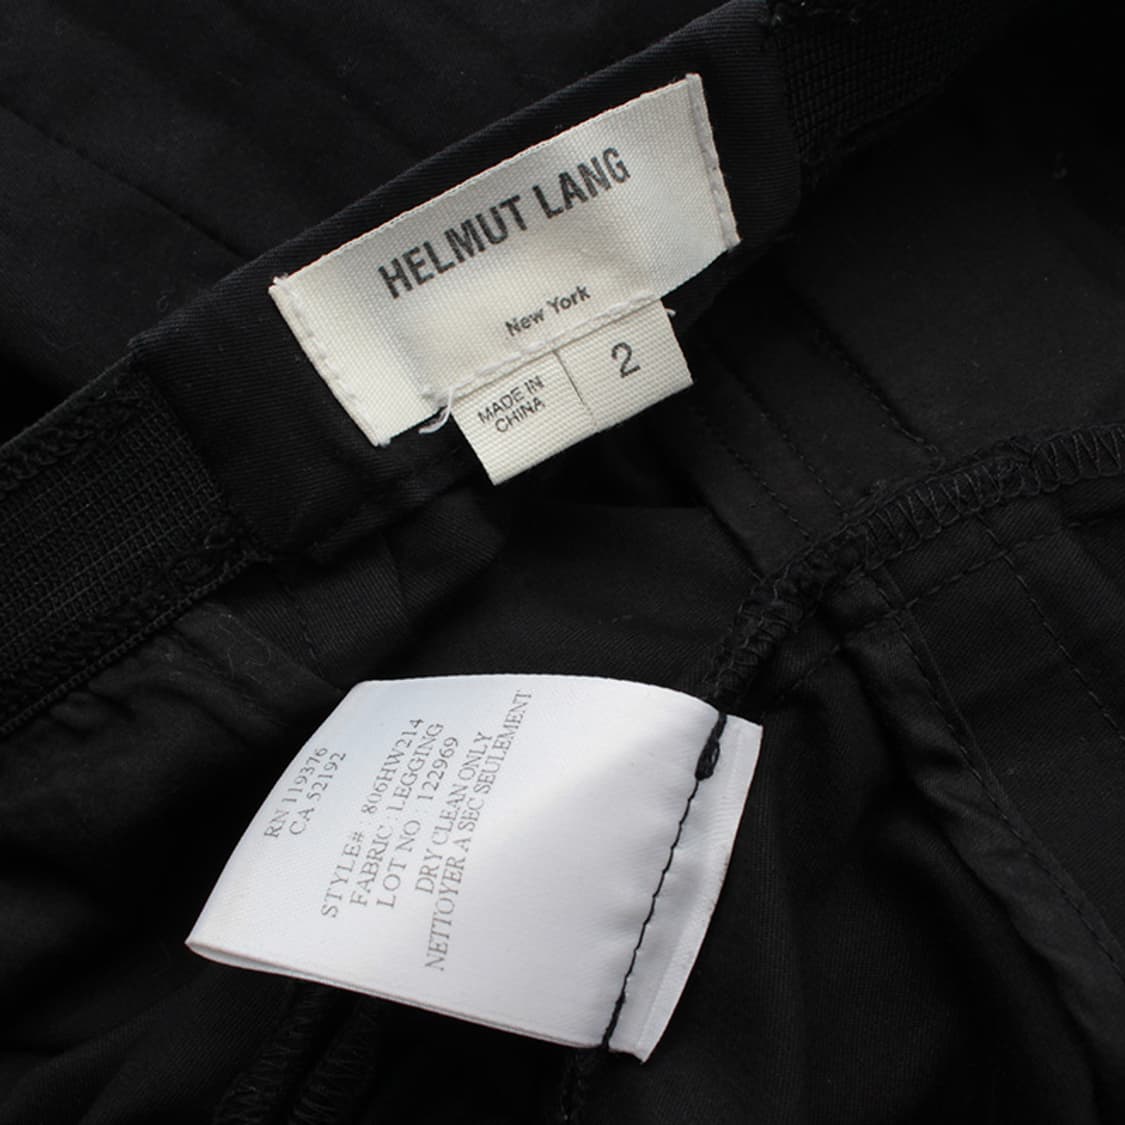 HELMUT LANG
New York
MADE IN
CHINA
2
RN 119376
CA 52192
STYLE# : 806HW214
FABRIC : LEGGING
LOT NO : 122969
DRY CLEAN ONLY
NETTOYER A SEC SEULEMENT